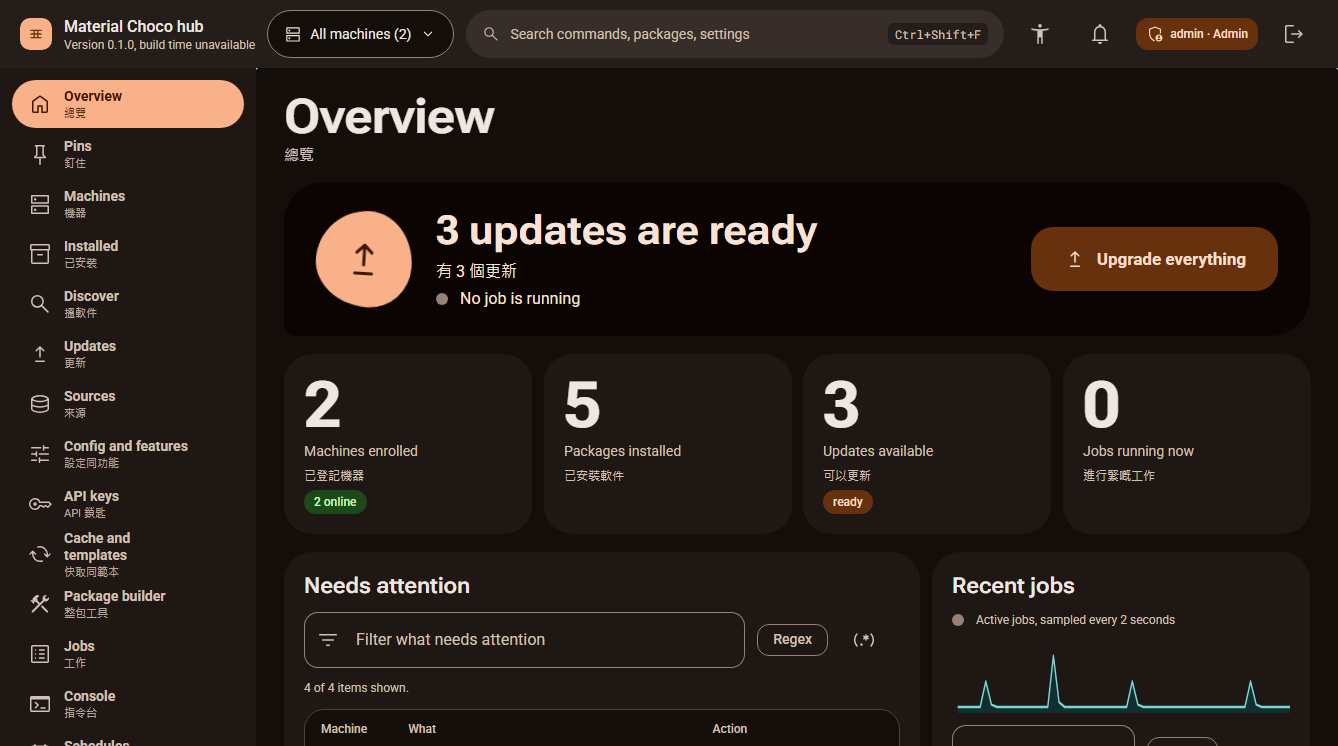 Material Choco hub
Version 0.1.0, build time unavailable
All machines (2)
Search commands, packages, settings
Ctrl+Shift+F
admin · Admin
Overview
總覽
Pins
釘住
Machines
機器
Installed
已安裝
Discover
搵軟件
Updates
更新
Sources
來源
Config and features
設定同功能
API keys
API 鎖匙
Cache and
templates
快取同範本
Package builder
整包工具
Jobs
工作
Console
指令台
Schedules
Overview
總覽
3 updates are ready
有 3 個更新
No job is running
Upgrade everything
2
Machines enrolled
已登記機器
2 online
5
Packages installed
已安裝軟件
3
Updates available
可以更新
ready
0
Jobs running now
進行緊嘅工作
Needs attention
Filter what needs attention
Regex
(.*)
4 of 4 items shown.
Machine
What
Action
Recent jobs
Active jobs, sampled every 2 seconds